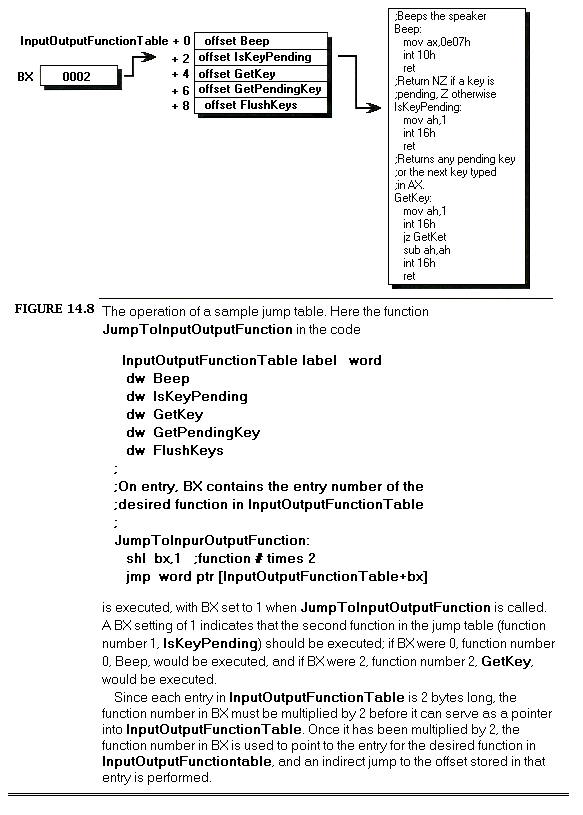 InputOutputFunctionTable + 0 offset Beep
+ 2 offset IsKeyPending
+ 4 offset GetKey
+ 6 offset GetPendingKey
+ 8 offset FlushKeys
BX 0002
;Beeps the speaker
Beep:
mov ax,0e07h
int 10h
ret
;Return NZ if a key is
;pending, Z otherwise
IsKeyPending:
mov ah,1
int 16h
ret
;Returns any pending key
;or the next key typed
;in AX.
GetKey:
mov ah,1
int 16h
jz GetKet
sub ah,ah
int 16h
ret
FIGURE 14.8 The operation of a sample jump table. Here the function
JumpToInputOutputFunction in the code
InputOutputFunctionTable label word
dw Beep
dw IsKeyPending
dw GetKey
dw GetPendingKey
dw FlushKeys
;
;On entry, BX contains the entry number of the
;desired function in InputOutputFunctionTable
;
JumpToInpurOutputFunction:
shl bx,1 ;function # times 2
jmp word ptr [InputOutputFunctionTable+bx]
is executed, with BX set to 1 when JumpToInputOutputFunction is called.
A BX setting of 1 indicates that the second function in the jump table (function
number 1, IsKeyPending) should be executed; if BX were 0, function number
0, Beep, would be executed, and if BX were 2, function number 2, GetKey,
would be executed.
Since each entry in InputOutputFunctionTable is 2 bytes long, the
function number in BX must be multiplied by 2 before it can serve as a pointer
into InputOutputFunctionTable. Once it has been multiplied by 2, the
function number in BX is used to point to the entry for the desired function in
InputOutputFunctiontable, and an indirect jump to the offset stored in that
entry is performed.